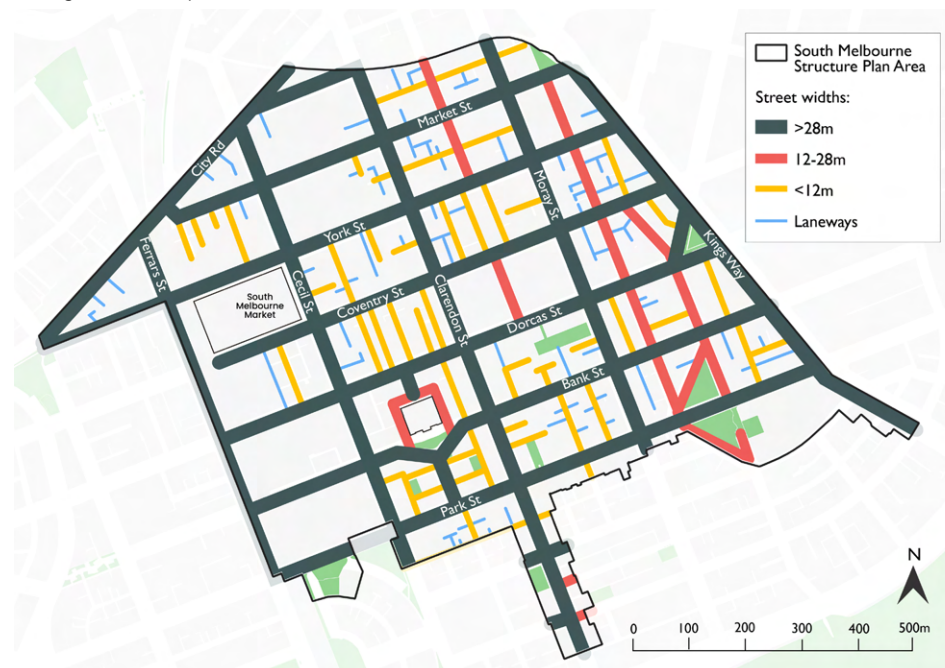 South Melbourne
Structure Plan Area
Street widths:
>28m
12-28m
<12m
Laneways
Market St
City Rd
York St
Moray St
Ferrars St
Kings Way
Cecil St
South
Melbourne
Market
Coventry St
Clarendon St
Dorcas St
Bank St
Park St
N
0 100 200 300 400 500m